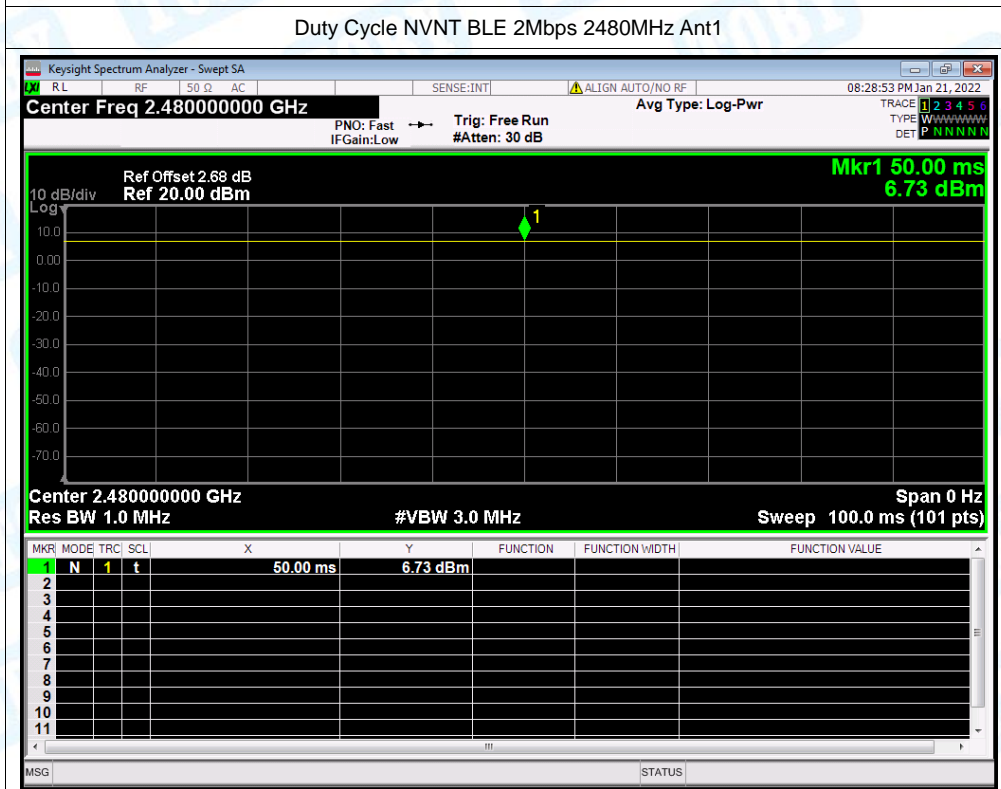 Duty Cycle NVNT BLE 2Mbps 2480MHz Ant1
Keysight Spectrum Analyzer - Swept SA
LXI RL RF 50 Ω AC SENSE:INT ALIGN AUTO/NO RF 08:28:53 PM Jan 21, 2022
Center Freq 2.480000000 GHz Avg Type: Log-Pwr TRACE 1 2 3 4 5 6
PNO: Fast Trig: Free Run TYPE WWWWWWW
IFGain:Low #Atten: 30 dB DET P N N N N N
Mkr1 50.00 ms
Ref Offset 2.68 dB 6.73 dBm
10 dB/div Ref 20.00 dBm
Log
1
10.0
0.00
-10.0
-20.0
-30.0
-40.0
-50.0
-60.0
-70.0
Center 2.480000000 GHz Span 0 Hz
Res BW 1.0 MHz #VBW 3.0 MHz Sweep 100.0 ms (101 pts)
MKR MODE TRC SCL X Y FUNCTION FUNCTION WIDTH FUNCTION VALUE
1 N 1 t 50.00 ms 6.73 dBm
2
3
4
5
6
7
8
9
10
11
MSG STATUS